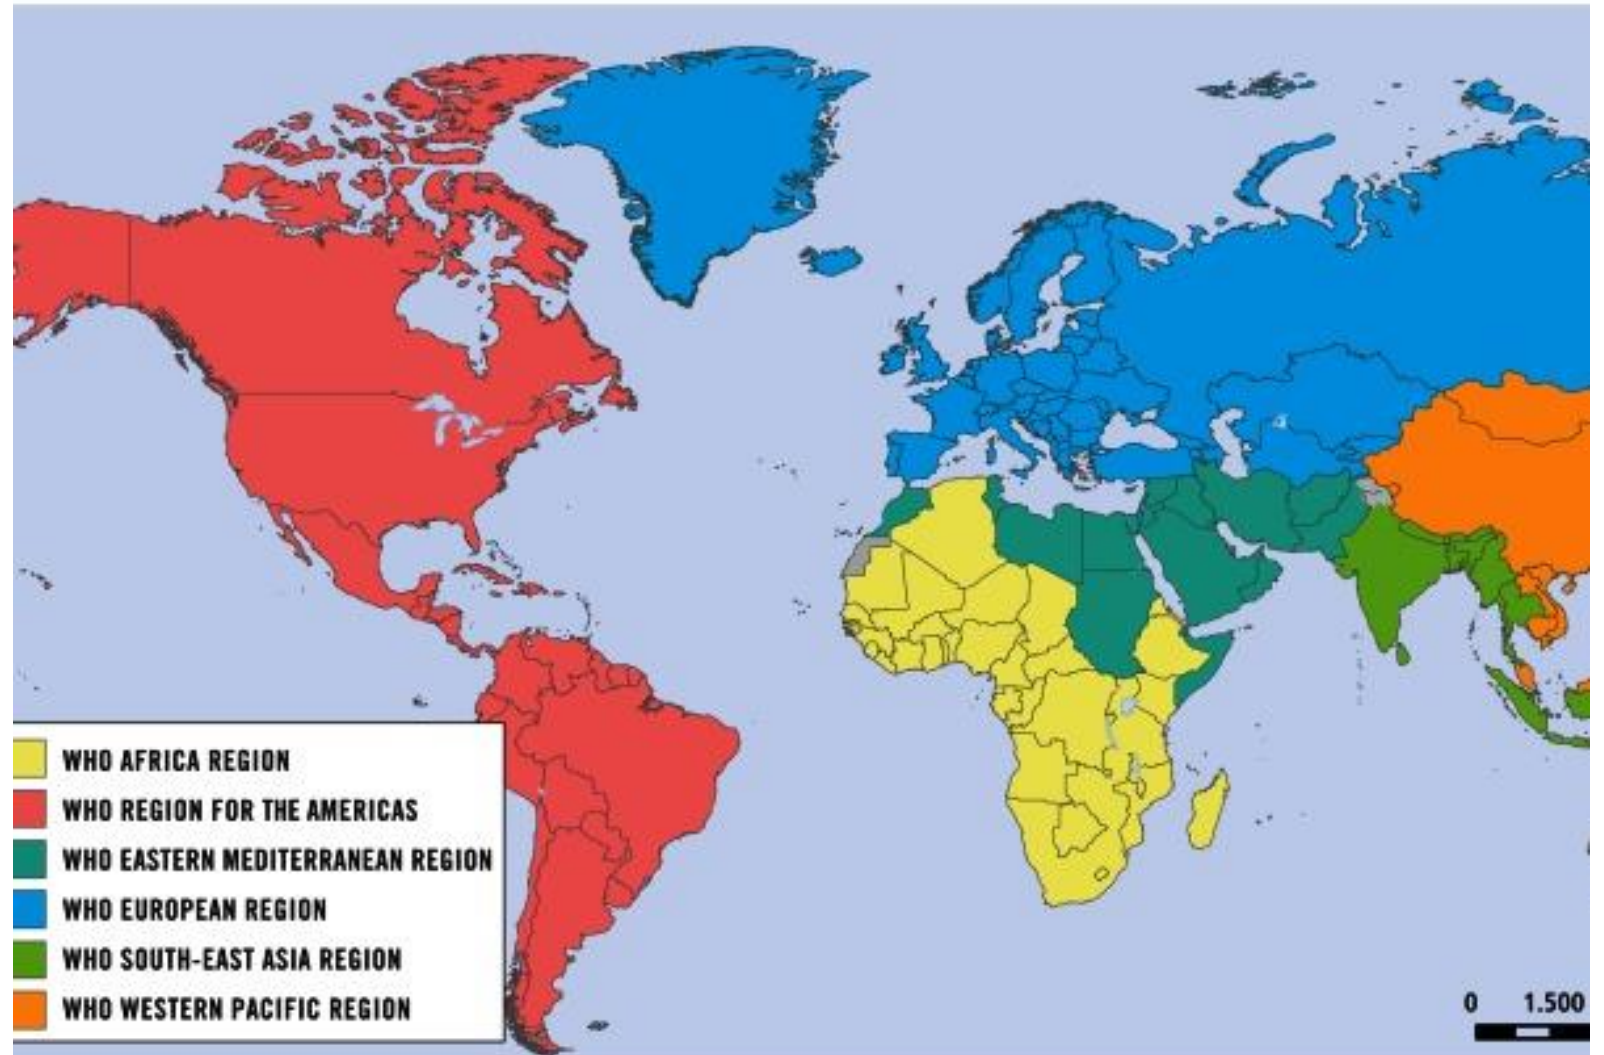 WHO AFRICA REGION
WHO REGION FOR THE AMERICAS
WHO EASTERN MEDITERRANEAN REGION
WHO EUROPEAN REGION
WHO SOUTH-EAST ASIA REGION
WHO WESTERN PACIFIC REGION
0 1.500